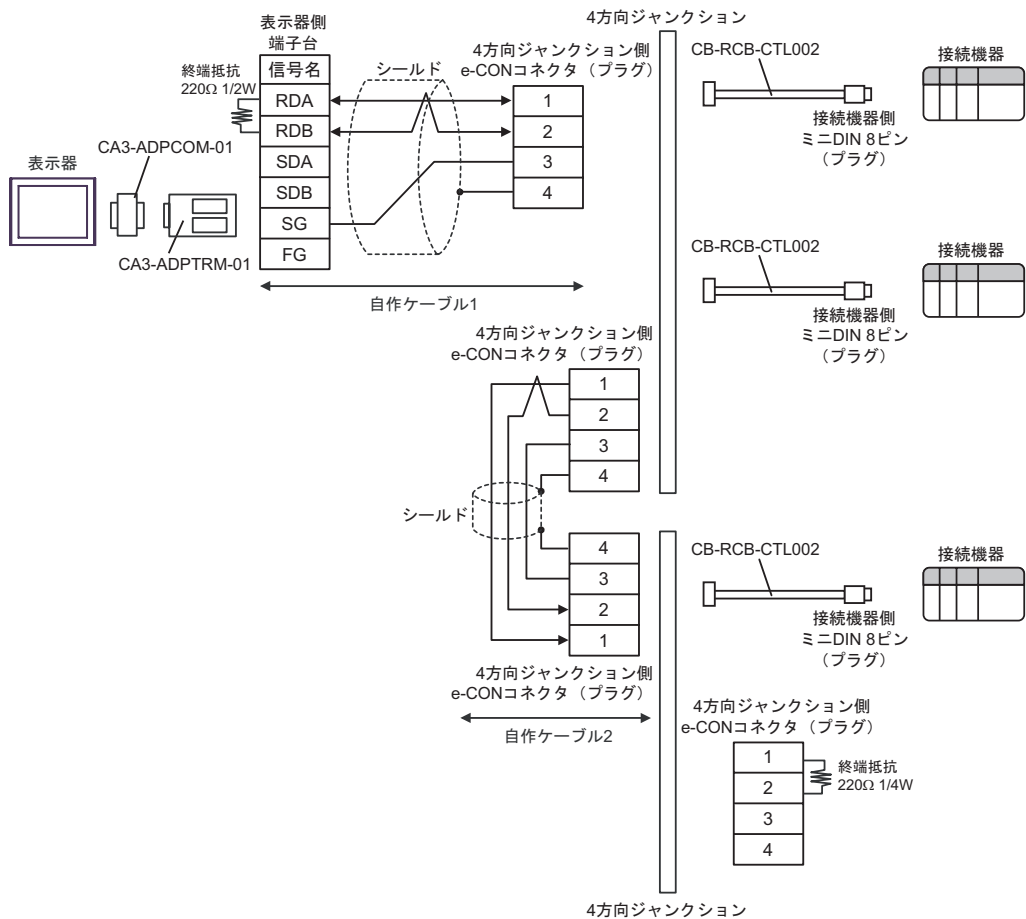 4方向ジャンクション
表示器側
端子台
信号名
RDA
RDB
SDA
SDB
SG
FG
終端抵抗
220Ω 1/2W
シールド
4方向ジャンクション側
e-CONコネクタ（プラグ）
1
2
3
4
表示器
CA3-ADPCOM-01
CA3-ADPTRM-01
自作ケーブル1
CB-RCB-CTL002
接続機器側
ミニDIN 8ピン
（プラグ）
接続機器
CB-RCB-CTL002
接続機器側
ミニDIN 8ピン
（プラグ）
接続機器
4方向ジャンクション側
e-CONコネクタ（プラグ）
1
2
3
4
シールド
4
3
2
1
4方向ジャンクション側
e-CONコネクタ（プラグ）
自作ケーブル2
CB-RCB-CTL002
接続機器側
ミニDIN 8ピン
（プラグ）
接続機器
4方向ジャンクション側
e-CONコネクタ（プラグ）
1
2
3
4
終端抵抗
220Ω 1/4W
4方向ジャンクション